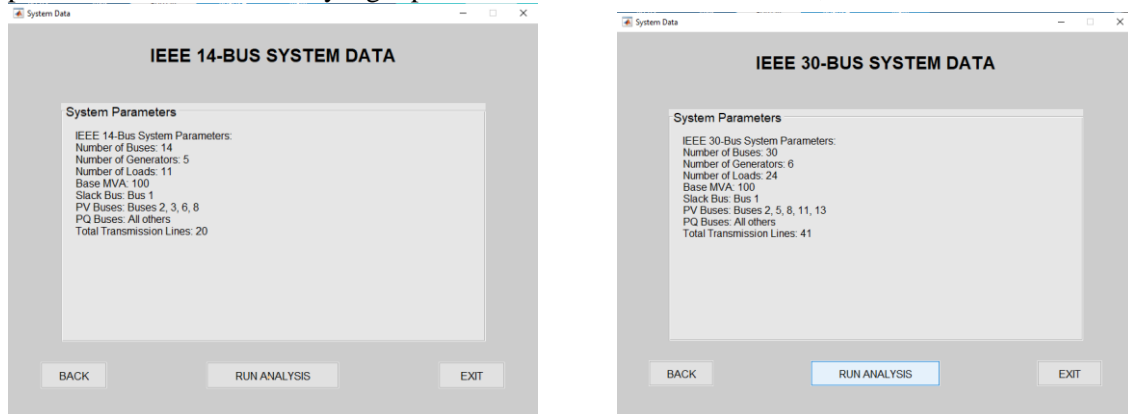 System Data
IEEE 14-BUS SYSTEM DATA
System Parameters
IEEE 14-Bus System Parameters:
Number of Buses: 14
Number of Generators: 5
Number of Loads: 11
Base MVA: 100
Slack Bus: Bus 1
PV Buses: Buses 2, 3, 6, 8
PQ Buses: All others
Total Transmission Lines: 20
BACK
RUN ANALYSIS
EXIT
System Data
IEEE 30-BUS SYSTEM DATA
System Parameters
IEEE 30-Bus System Parameters:
Number of Buses: 30
Number of Generators: 6
Number of Loads: 24
Base MVA: 100
Slack Bus: Bus 1
PV Buses: Buses 2, 5, 8, 11, 13
PQ Buses: All others
Total Transmission Lines: 41
BACK
RUN ANALYSIS
EXIT